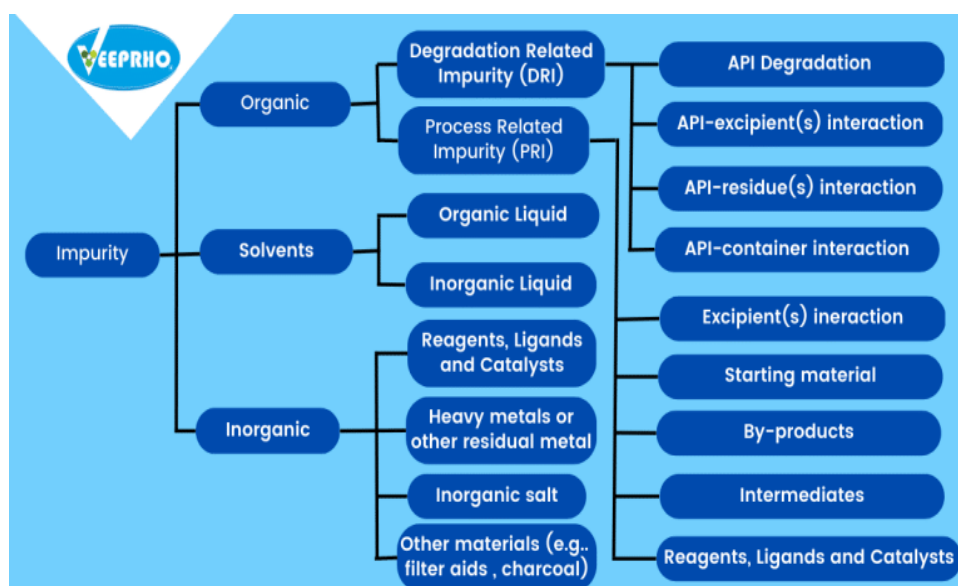 VEEPRHO
Impurity
Organic
Solvents
Inorganic
Degradation Related
Impurity (DRI)
Process Related
Impurity (PRI)
Organic Liquid
Inorganic Liquid
Reagents, Ligands
and Catalysts
Heavy metals or
other residual metal
Inorganic salt
Other materials (e.g..
filter aids , charcoal)
API Degradation
API-excipient(s) interaction
API-residue(s) interaction
API-container interaction
Excipient(s) ineraction
Starting material
By-products
Intermediates
Reagents, Ligands and Catalysts